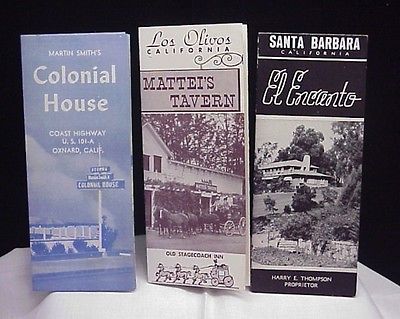 MARTIN SMITH'S
Colonial
House
COAST HIGHWAY
U. S. 101-A
OXNARD, CALIF.
COLONIAL HOUSE
Los Olivos
CALIFORNIA
MATTEI'S
TAVERN
OLD STAGECOACH INN
SANTA BARBARA
CALIFORNIA
El Encanto
HARRY E. THOMPSON
PROPRIETOR